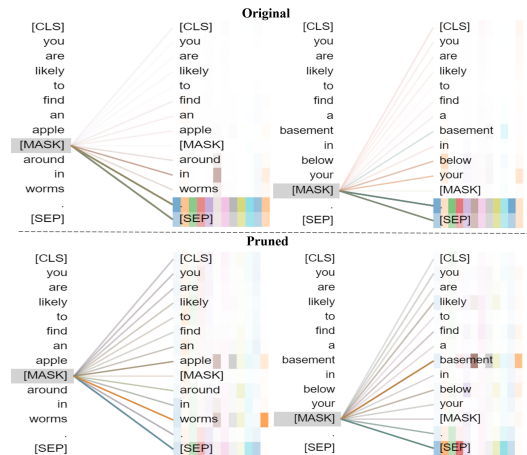 Original
[CLS] [CLS] [CLS] [CLS]
you you you you
are are are are
likely likely likely likely
to to to to
find find find find
an an a a
apple apple basement basement
[MASK] [MASK] in in
around around below below
in in your your
worms worms [MASK] [MASK]
. . . .
[SEP] [SEP] [SEP] [SEP]
Pruned
[CLS] [CLS] [CLS] [CLS]
you you you you
are are are are
likely likely likely likely
to to to to
find find find find
an an a a
apple apple basement basement
[MASK] [MASK] in in
around around below below
in in your your
worms worms [MASK] [MASK]
. . . .
[SEP] [SEP] [SEP] [SEP]